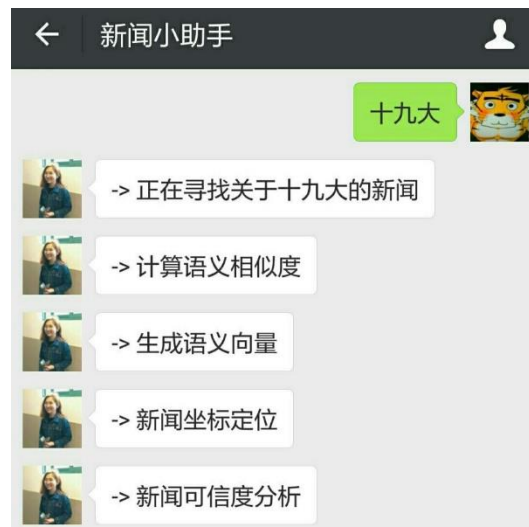 新闻小助手
十九大
-> 正在寻找关于十九大的新闻
-> 计算语义相似度
-> 生成语义向量
-> 新闻坐标定位
-> 新闻可信度分析